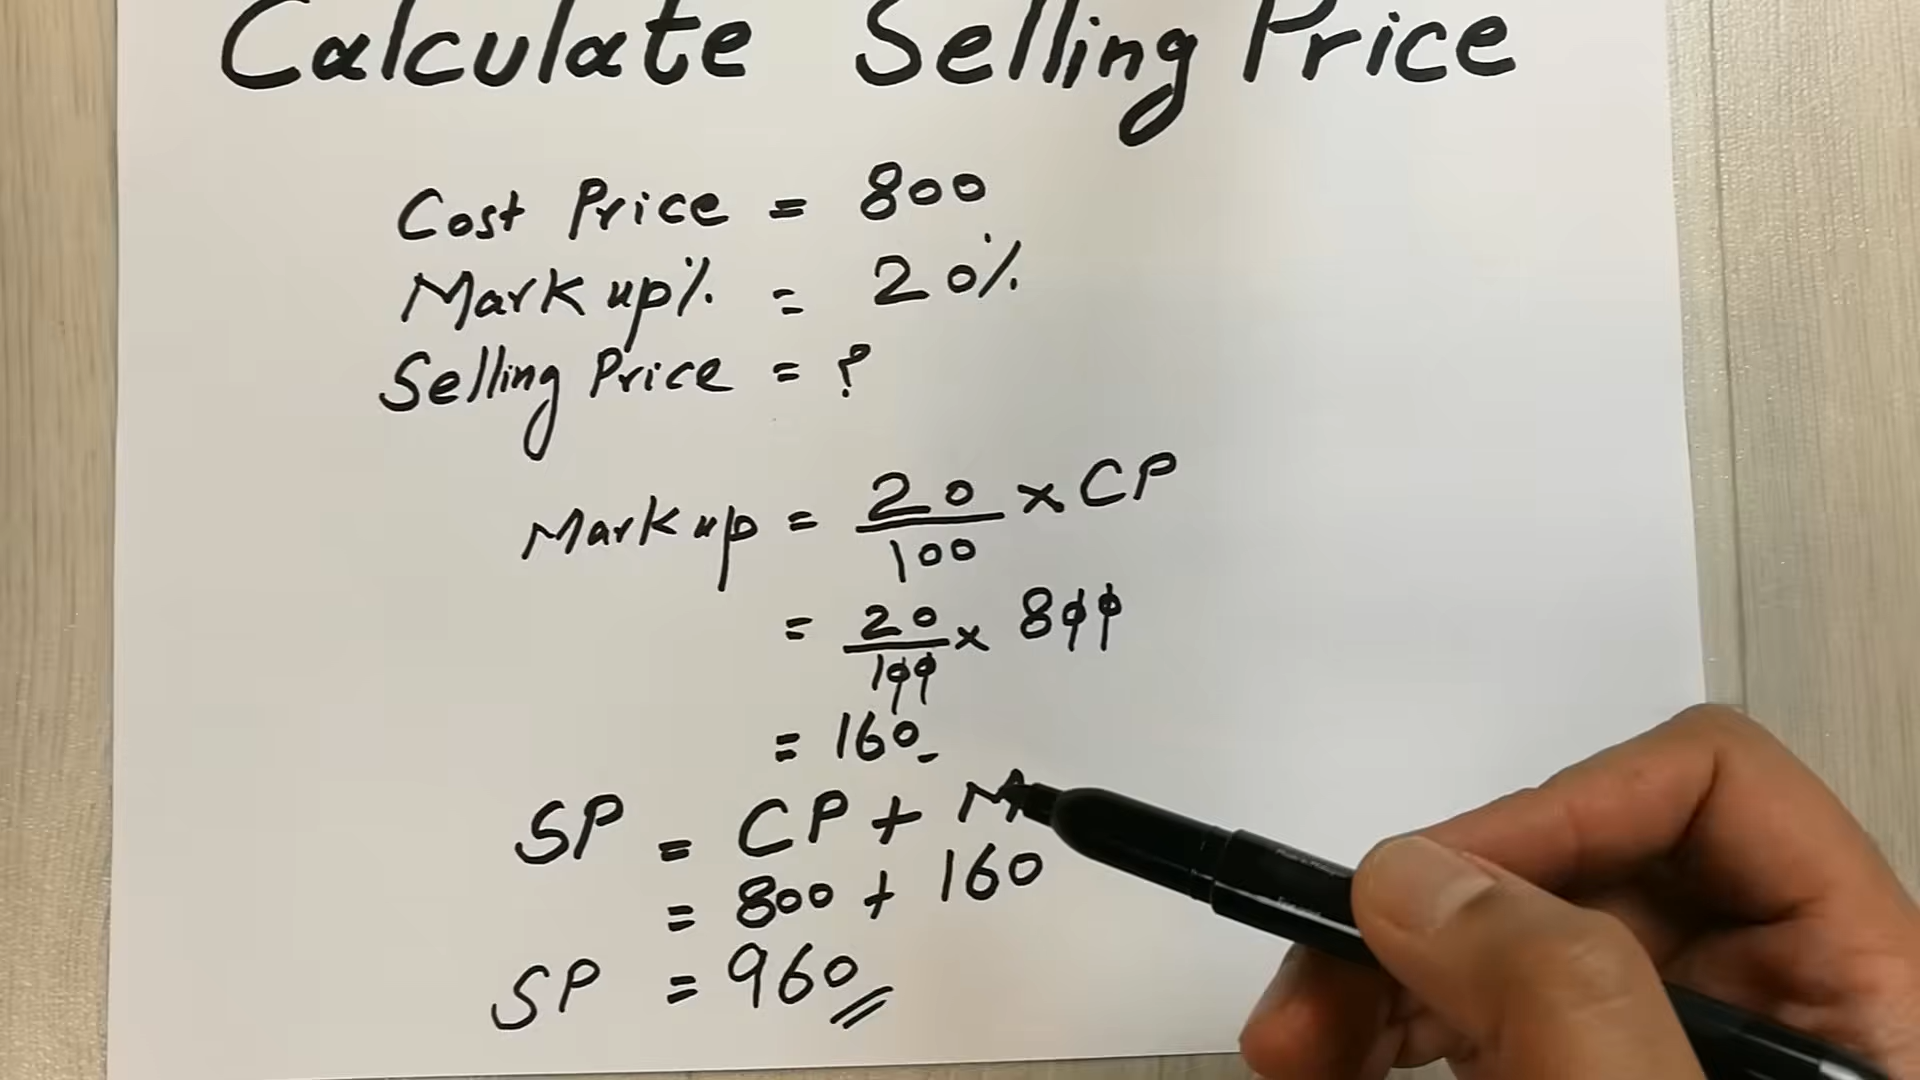 Calculate Selling Price
Cost Price = 800
Markup% = 20%
Selling Price = ?
Markup = 20/100 × CP
= 20/100 × 800
= 160
SP = CP + M
= 800 + 160
SP = 960